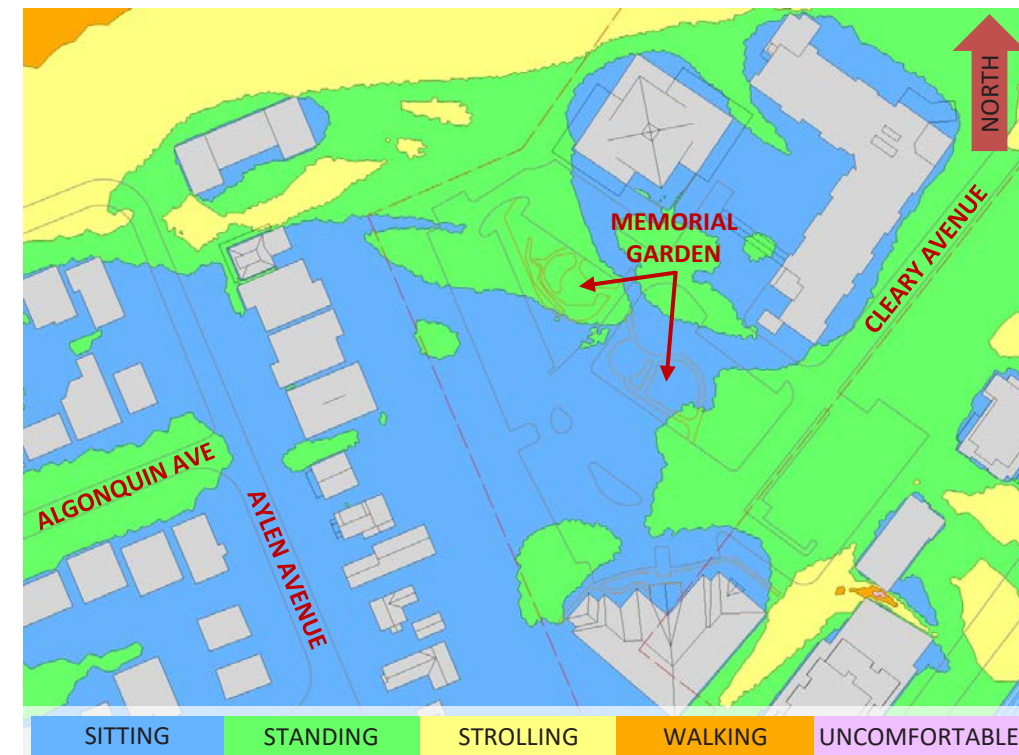 NORTH
MEMORIAL
GARDEN
CLEARY AVENUE
ALGONQUIN AVE
AYLEN AVENUE
SITTING STANDING STROLLING WALKING UNCOMFORTABLE